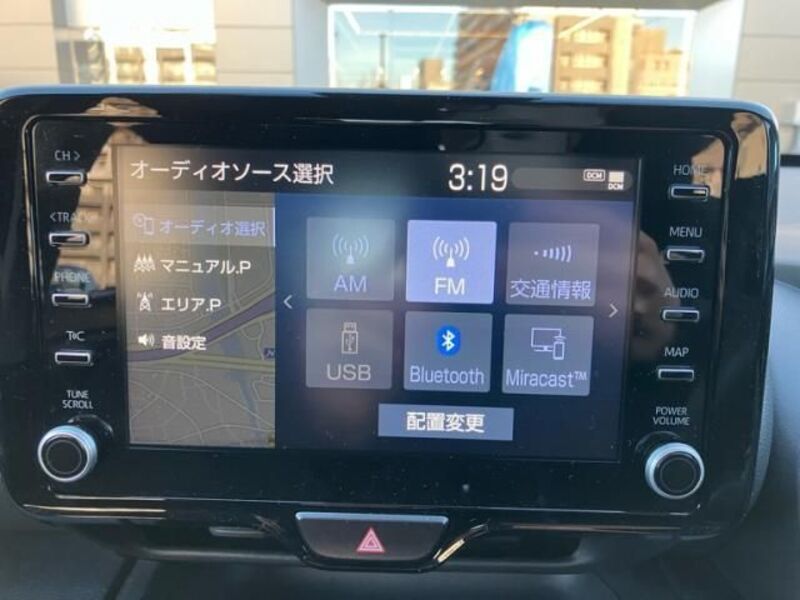 オーディオソース選択
3:19
DCM
DCM
オーディオ選択
マニュアル.P
エリア.P
音設定
AM
FM
交通情報
USB
Bluetooth
Miracast™
配置変更
CH >
< TRACK
PHONE
T⚬C
TUNE
SCROLL
HOME
MENU
AUDIO
MAP
POWER
VOLUME